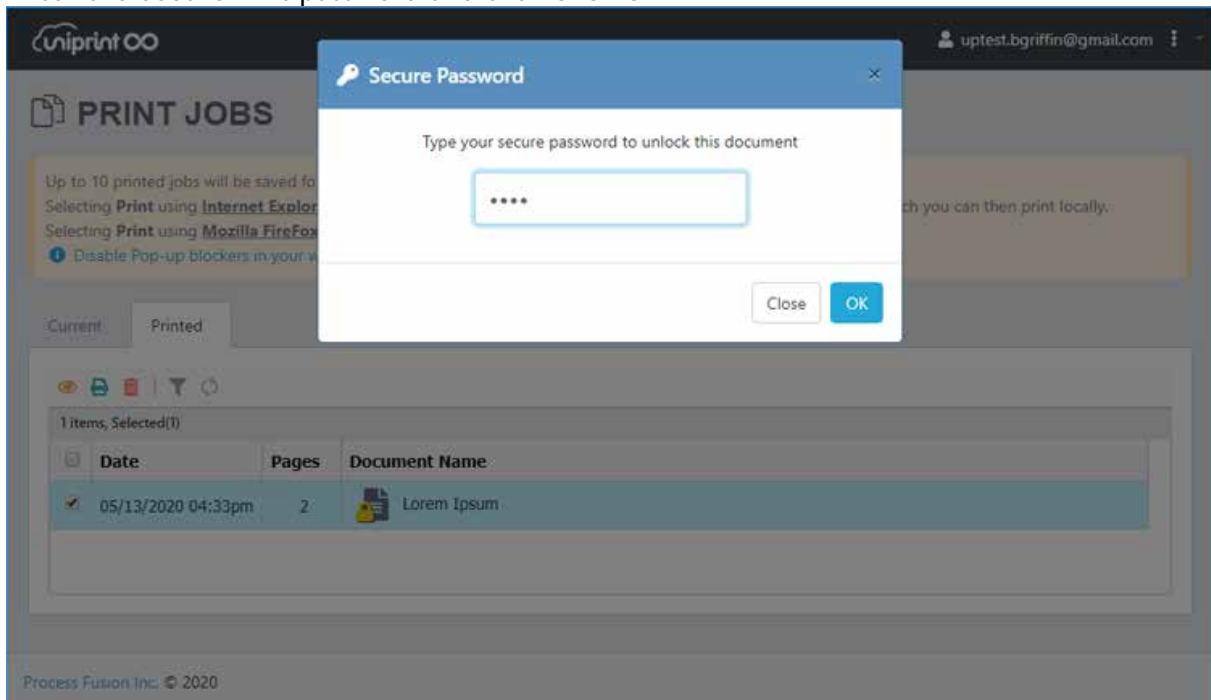 uniprint
uptest.bgriffin@gmail.com
Secure Password
×
PRINT JOBS
Type your secure password to unlock this document
Up to 10 printed jobs will be saved fo
Selecting Print using Internet Explor
ch you can then print locally.
Selecting Print using Mozilla FireFox
Disable Pop-up blockers in your w
••••
Close
OK
Current
Printed
1 items, Selected(1)
Date Pages Document Name
05/13/2020 04:33pm 2 Lorem Ipsum
Process Fusion Inc. © 2020